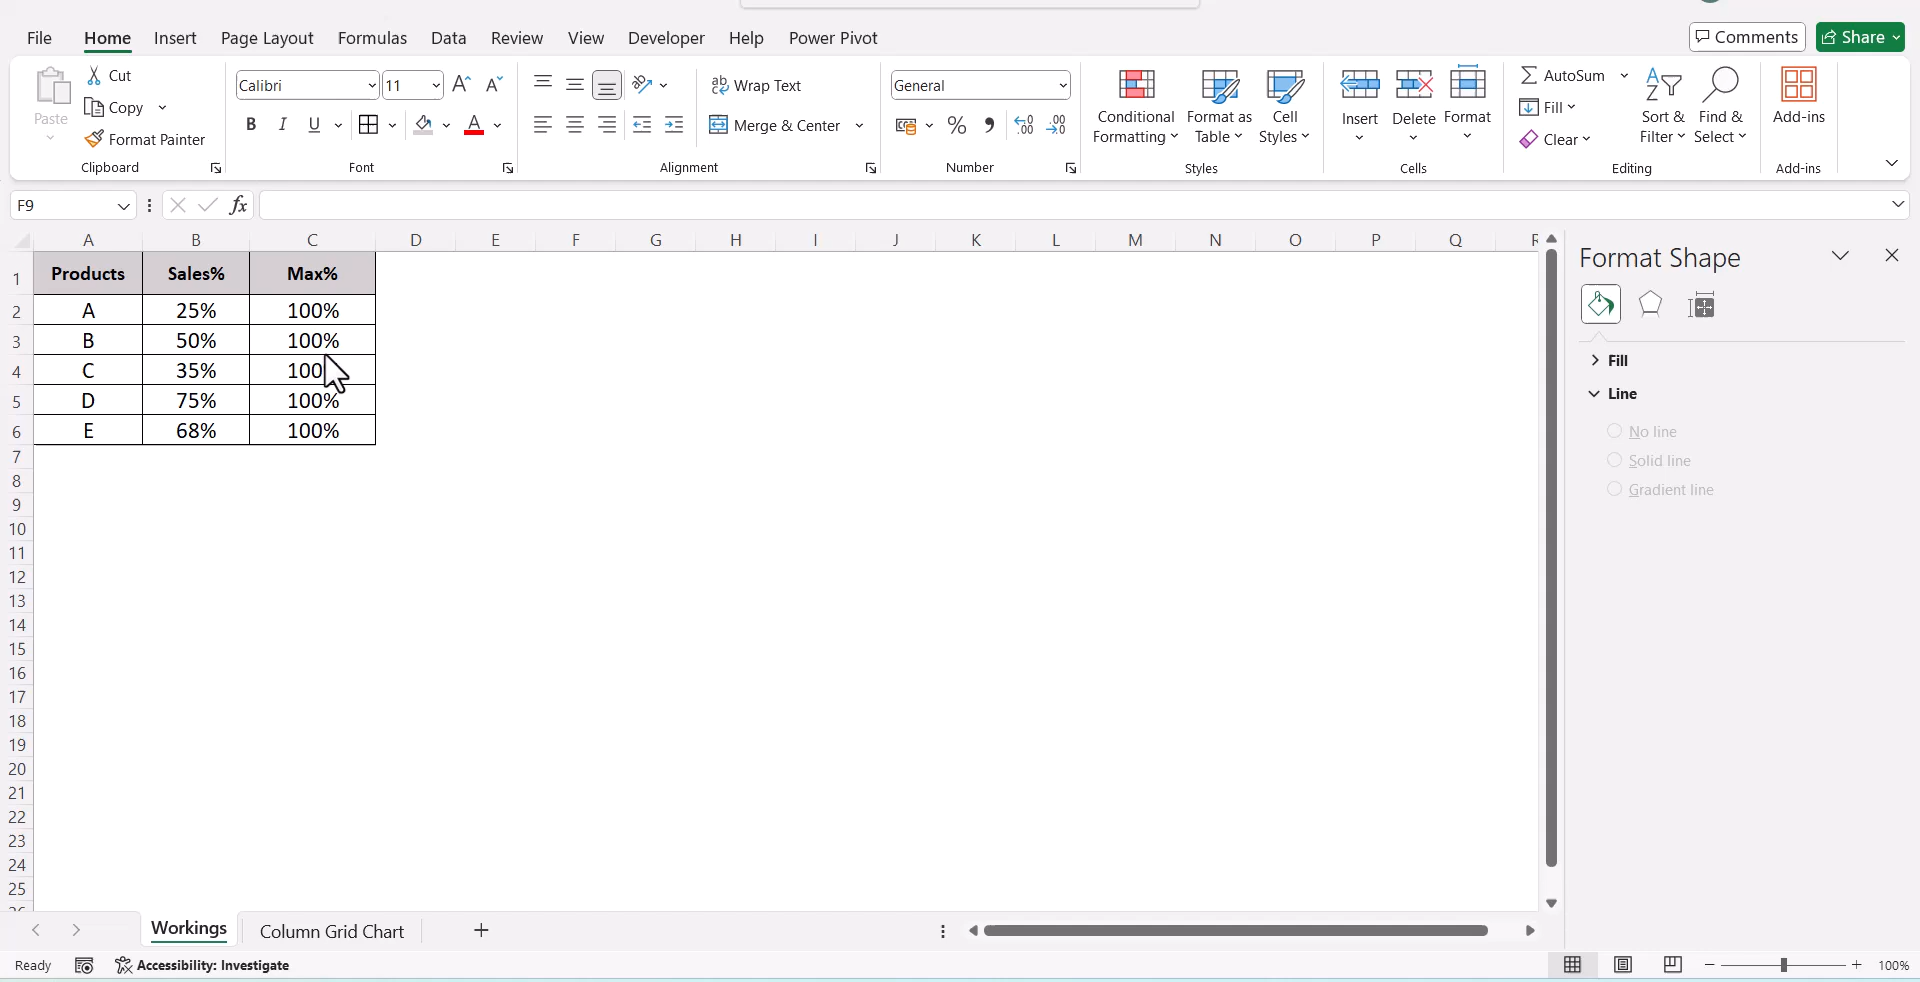 File Home Insert Page Layout Formulas Data Review View Developer Help Power Pivot Comments Share
Paste Cut Copy Format Painter Clipboard
Calibri 11 B I U A Font
ab Wrap Text Merge & Center Alignment
General % Number
Conditional Formatting Format as Table Cell Styles Styles
Insert Delete Format Cells
AutoSum Fill Clear Sort & Filter Find & Select Editing
Add-ins Add-ins
F9 fx
A B C D E F G H I J K L M N O P Q
1 Products Sales% Max%
2 A 25% 100%
3 B 50% 100%
4 C 35% 100
5 D 75% 100%
6 E 68% 100%
7
8
9
10
11
12
13
14
15
16
17
18
19
20
21
22
23
24
25
Format Shape
Fill
Line
No line
Solid line
Gradient line
Workings Column Grid Chart +
Ready Accessibility: Investigate 100%